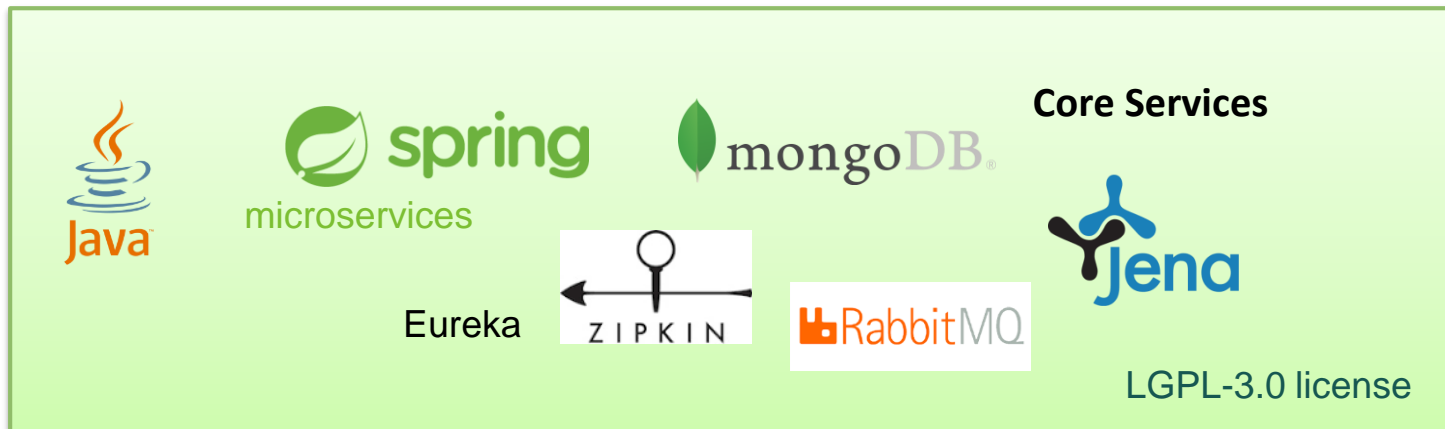 Core Services
Java
spring
microservices
mongoDB®
Jena
Eureka
ZIPKIN
RabbitMQ
LGPL-3.0 license